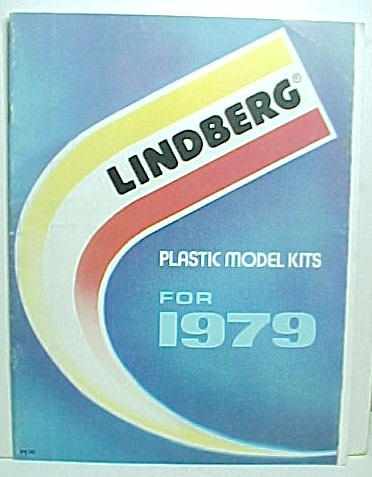 LINDBERG®
PLASTIC MODEL KITS
FOR
1979